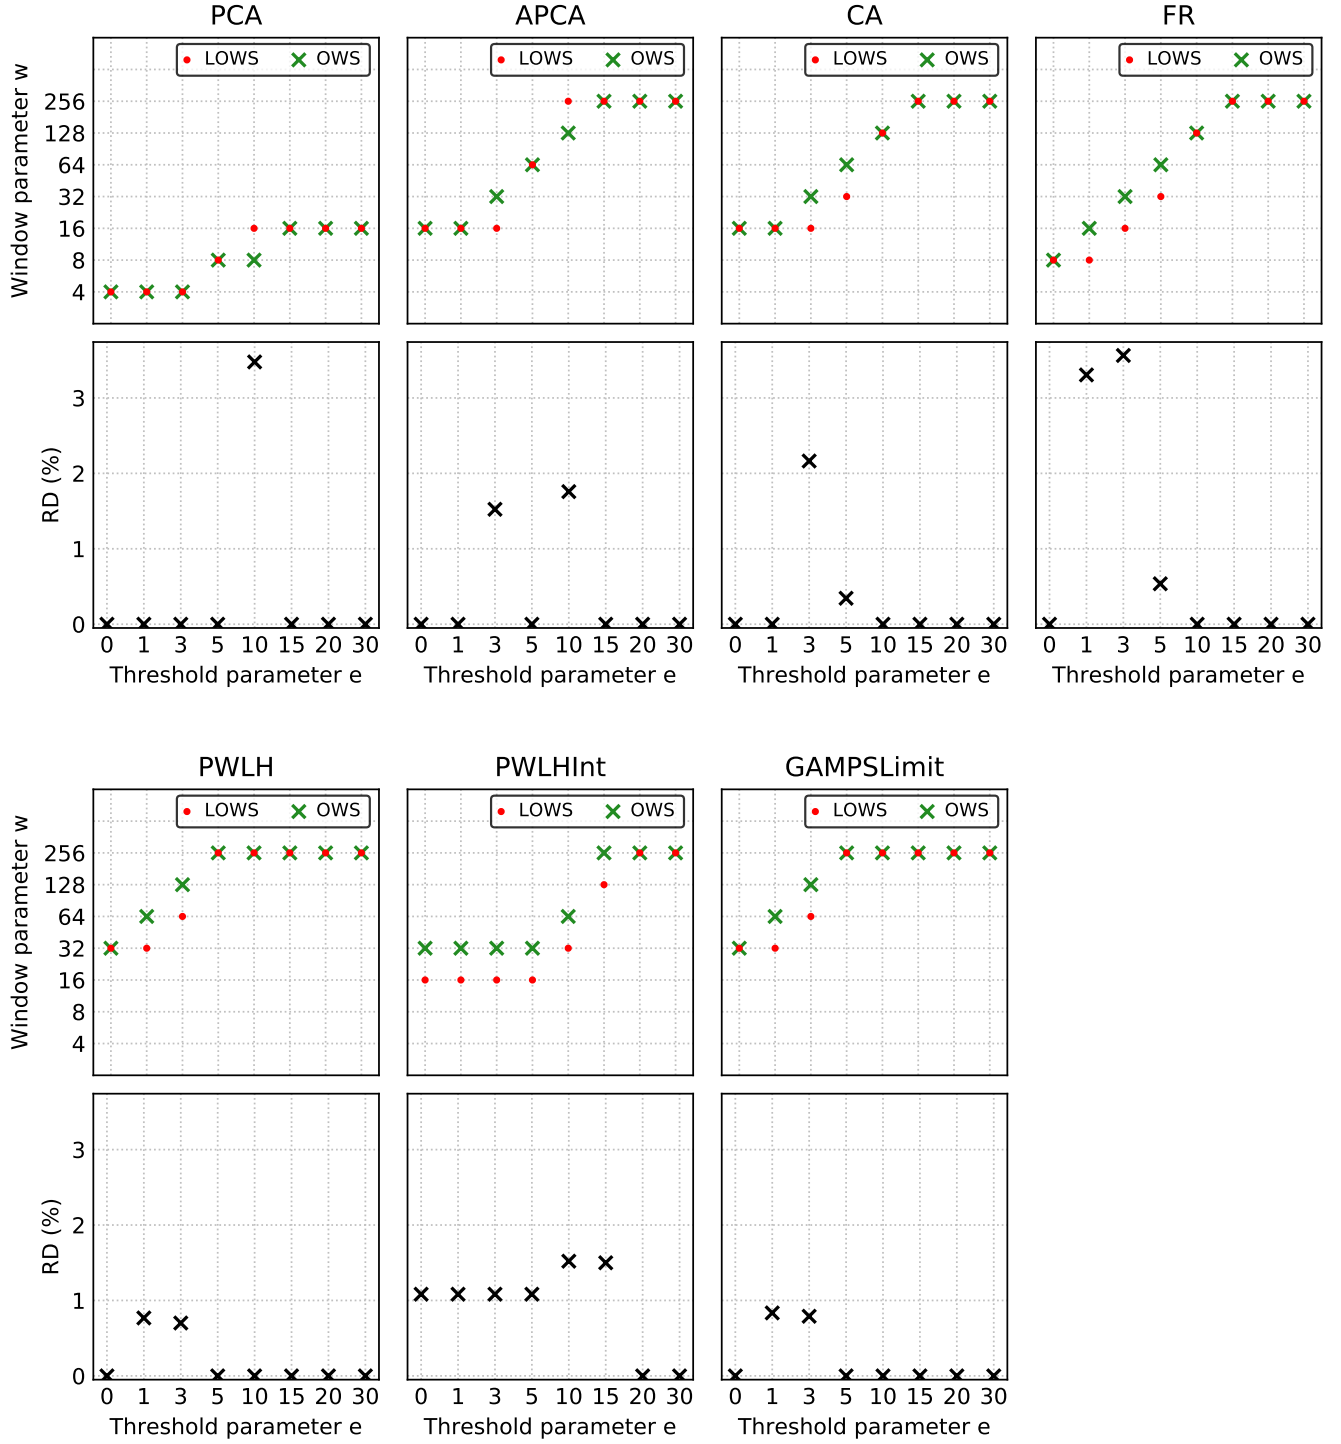 PCA APCA CA FR
LOWS OWS LOWS OWS LOWS OWS LOWS OWS
Window parameter w
256
128
64
32
16
8
4
RD (%)
3
2
1
0
0 1 3 5 10 15 20 30 0 1 3 5 10 15 20 30 0 1 3 5 10 15 20 30 0 1 3 5 10 15 20 30
Threshold parameter e Threshold parameter e Threshold parameter e Threshold parameter e
PWLH PWLHInt GAMPSLimit
LOWS OWS LOWS OWS LOWS OWS
Window parameter w
256
128
64
32
16
8
4
RD (%)
3
2
1
0
0 1 3 5 10 15 20 30 0 1 3 5 10 15 20 30 0 1 3 5 10 15 20 30
Threshold parameter e Threshold parameter e Threshold parameter e